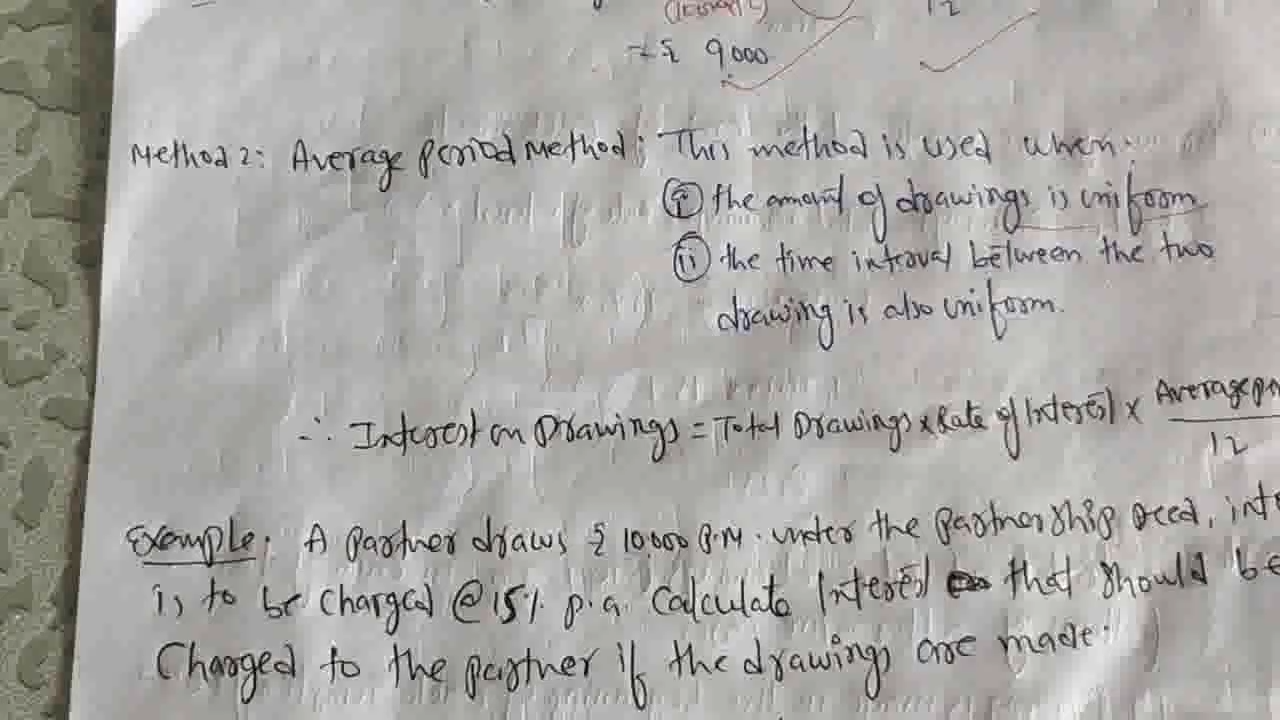 12
= ₹ 9,000
Method 2: Average Period Method: This method is used when.
(i) the amount of drawings is uniform
(ii) the time intraval between the two
drawing is also uniform.
∴ Interest on Drawings = Total Drawings x Rate of Interest x Average
12
Example: A partner draws ₹ 10,000 P.M. under the partnership deed,
is to be charged @ 15% p.a. Calculate Interest that should be
Charged to the partner if the drawings are made.